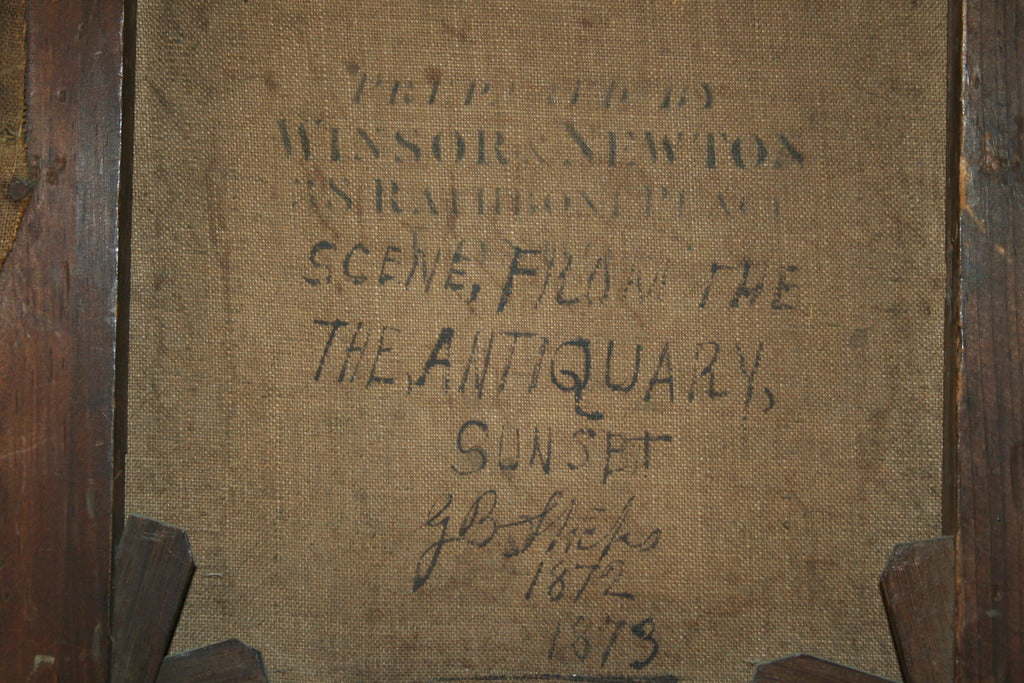 PREPARED BY
WINSOR & NEWTON
38 RATHBONE PLACE
SCENE, FROM THE
THE, ANTIQUARY,
SUNSET
G B
1872
1873